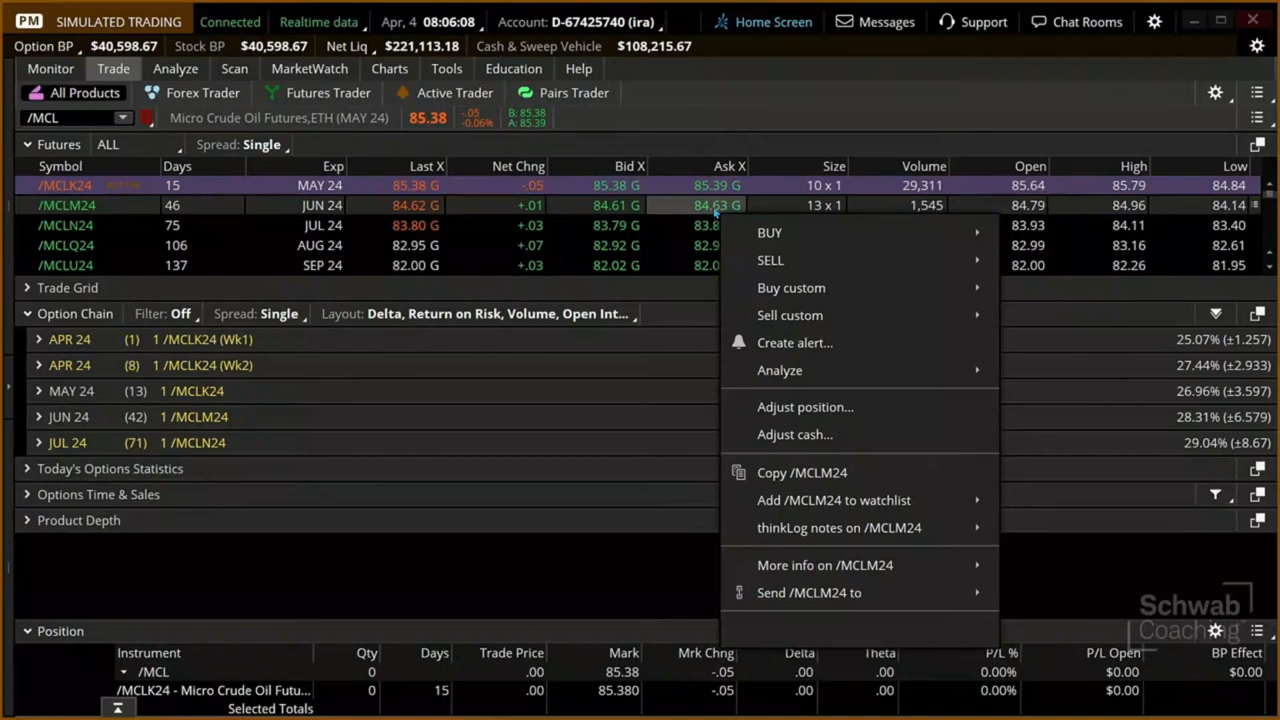 PM SIMULATED TRADING Connected Realtime data Apr, 4 08:06:08 Account: D-67425740 (ira) Home Screen Messages Support Chat Rooms
Option BP $40,598.67 Stock BP $40,598.67 Net Liq $221,113.18 Cash & Sweep Vehicle $108,215.67
Monitor Trade Analyze Scan MarketWatch Charts Tools Education Help
All Products Forex Trader Futures Trader Active Trader Pairs Trader
/MCL Micro Crude Oil Futures,ETH (MAY 24) 85.38 -.05 -0.06% B: 85.38 A: 85.39
Futures ALL Spread: Single
Symbol Days Exp Last X Net Chng Bid X Ask X Size Volume Open High Low
/MCLK24 15 MAY 24 85.38 G -.05 85.38 G 85.39 G 10 x 1 29,311 85.64 85.79 84.84
/MCLM24 46 JUN 24 84.62 G +.01 84.61 G 84.63 G 13 x 1 1,545 84.79 84.96 84.14
/MCLN24 75 JUL 24 83.80 G +.03 83.79 G 83.8 83.93 84.11 83.40
/MCLQ24 106 AUG 24 82.95 G +.07 82.92 G 82.9 82.99 83.16 82.61
/MCLU24 137 SEP 24 82.00 G +.03 82.02 G 82.0 82.00 82.26 81.95
Trade Grid
Option Chain Filter: Off Spread: Single Layout: Delta, Return on Risk, Volume, Open Int...
APR 24 (1) 1 /MCLK24 (Wk1) 25.07% (±1.257)
APR 24 (8) 1 /MCLK24 (Wk2) 27.44% (±2.933)
MAY 24 (13) 1 /MCLK24 26.96% (±3.597)
JUN 24 (42) 1 /MCLM24 28.31% (±6.579)
JUL 24 (71) 1 /MCLN24 29.04% (±8.67)
Today's Options Statistics
Options Time & Sales
Product Depth
BUY
SELL
Buy custom
Sell custom
Create alert...
Analyze
Adjust position...
Adjust cash...
Copy /MCLM24
Add /MCLM24 to watchlist
thinkLog notes on /MCLM24
More info on /MCLM24
Send /MCLM24 to
Schwab
Coaching
Position
Instrument Qty Days Trade Price Mark Mrk Chng Delta Theta P/L % P/L Open BP Effect
/MCL 0 .00 85.38 -.05 .00 .00 0.00% $0.00 $0.00
/MCLK24 - Micro Crude Oil Futu... 0 15 .00 85.380 -.05 .00 .00 0.00% $0.00
Selected Totals